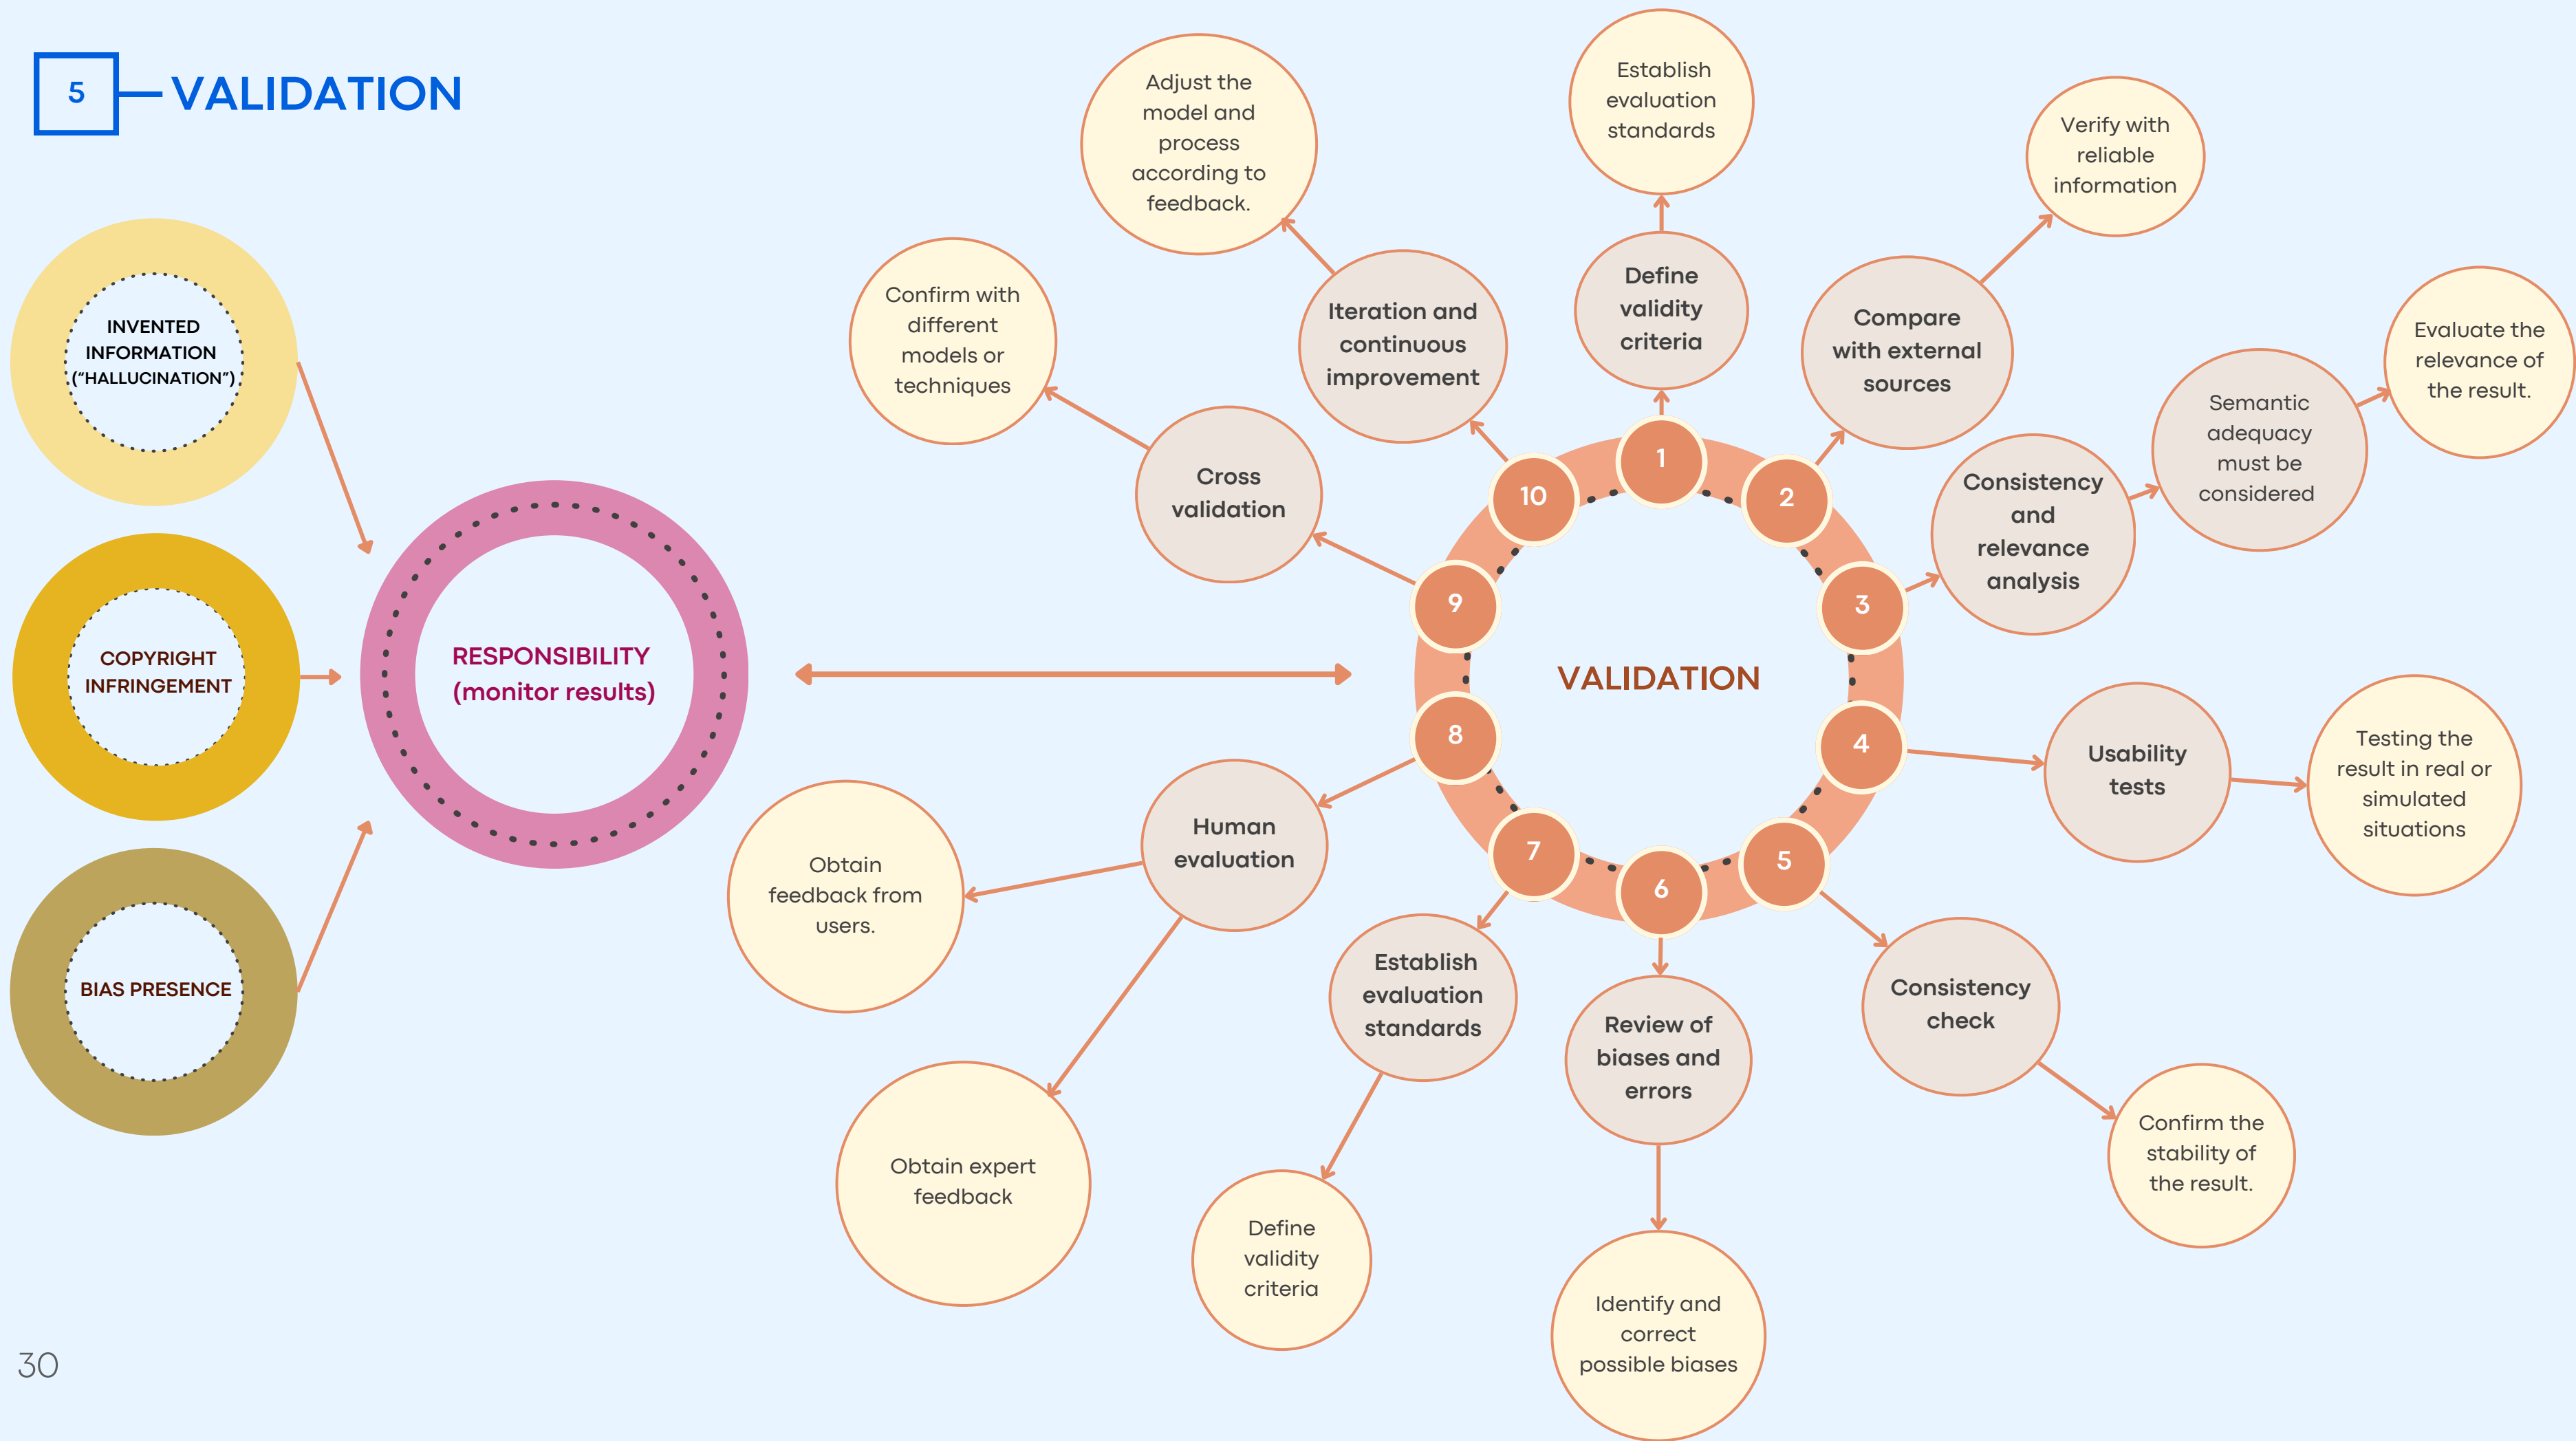 5
VALIDATION
INVENTED
INFORMATION
(“HALLUCINATION”)
COPYRIGHT
INFRINGEMENT
BIAS PRESENCE
RESPONSIBILITY
(monitor results)
VALIDATION
1
Define
validity
criteria
Establish
evaluation
standards
2
Compare
with external
sources
Verify with
reliable
information
3
Consistency
and
relevance
analysis
Semantic
adequacy
must be
considered
Evaluate the
relevance of
the result.
4
Usability
tests
Testing the
result in real or
simulated
situations
5
Consistency
check
Confirm the
stability of
the result.
6
Review of
biases and
errors
Identify and
correct
possible biases
7
Establish
evaluation
standards
Define
validity
criteria
8
Human
evaluation
Obtain
feedback from
users.
Obtain expert
feedback
9
Cross
validation
Confirm with
different
models or
techniques
10
Iteration and
continuous
improvement
Adjust the
model and
process
according to
feedback.
30